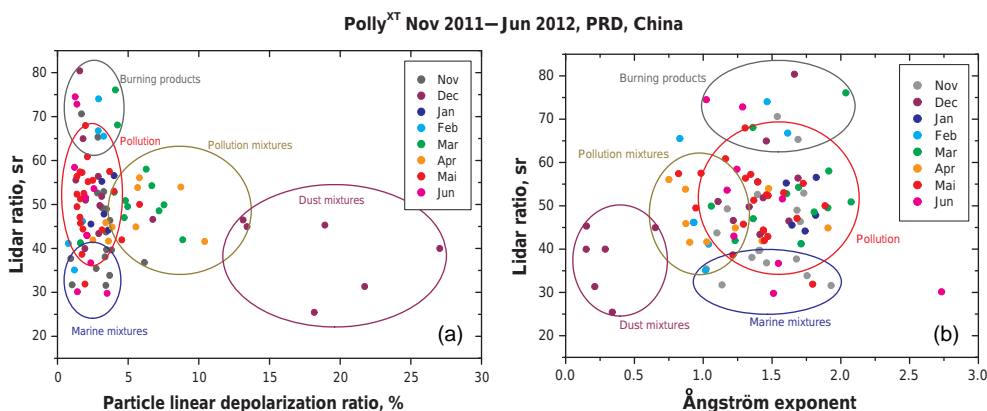 Polly^XT Nov 2011—Jun 2012, PRD, China
Lidar ratio, sr
80
70
60
50
40
30
20
Burning products
Pollution
Pollution mixtures
Dust mixtures
Marine mixtures
Nov
Dec
Jan
Feb
Mar
Apr
Mai
Jun
(a)
0 5 10 15 20 25 30
Particle linear depolarization ratio, %
Lidar ratio, sr
80
70
60
50
40
30
20
Burning products
Pollution mixtures
Pollution
Dust mixtures
Marine mixtures
Nov
Dec
Jan
Feb
Mar
Apr
Mai
Jun
(b)
0.0 0.5 1.0 1.5 2.0 2.5 3.0
Ångström exponent